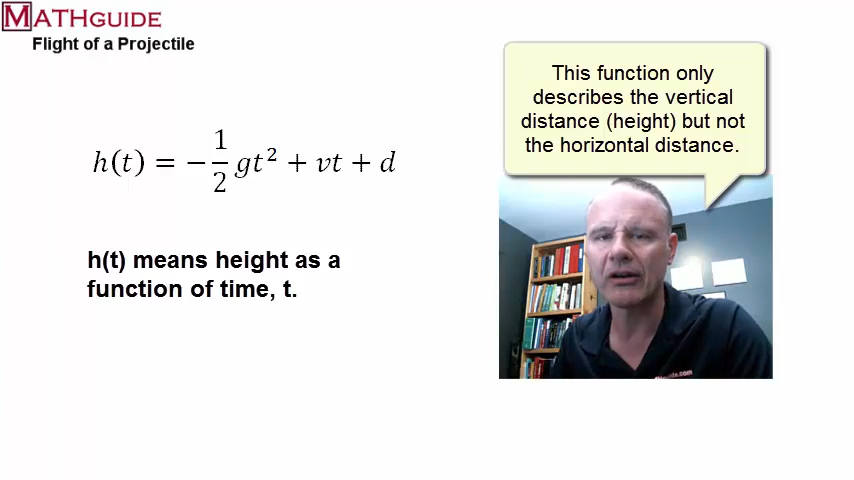 MATHGUIDE
Flight of a Projectile
This function only
describes the vertical
distance (height) but not
the horizontal distance.
h(t) = −1/2 gt² + vt + d
h(t) means height as a
function of time, t.